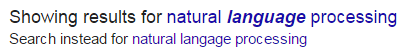 Showing results for natural language processing
Search instead for natural langage processing